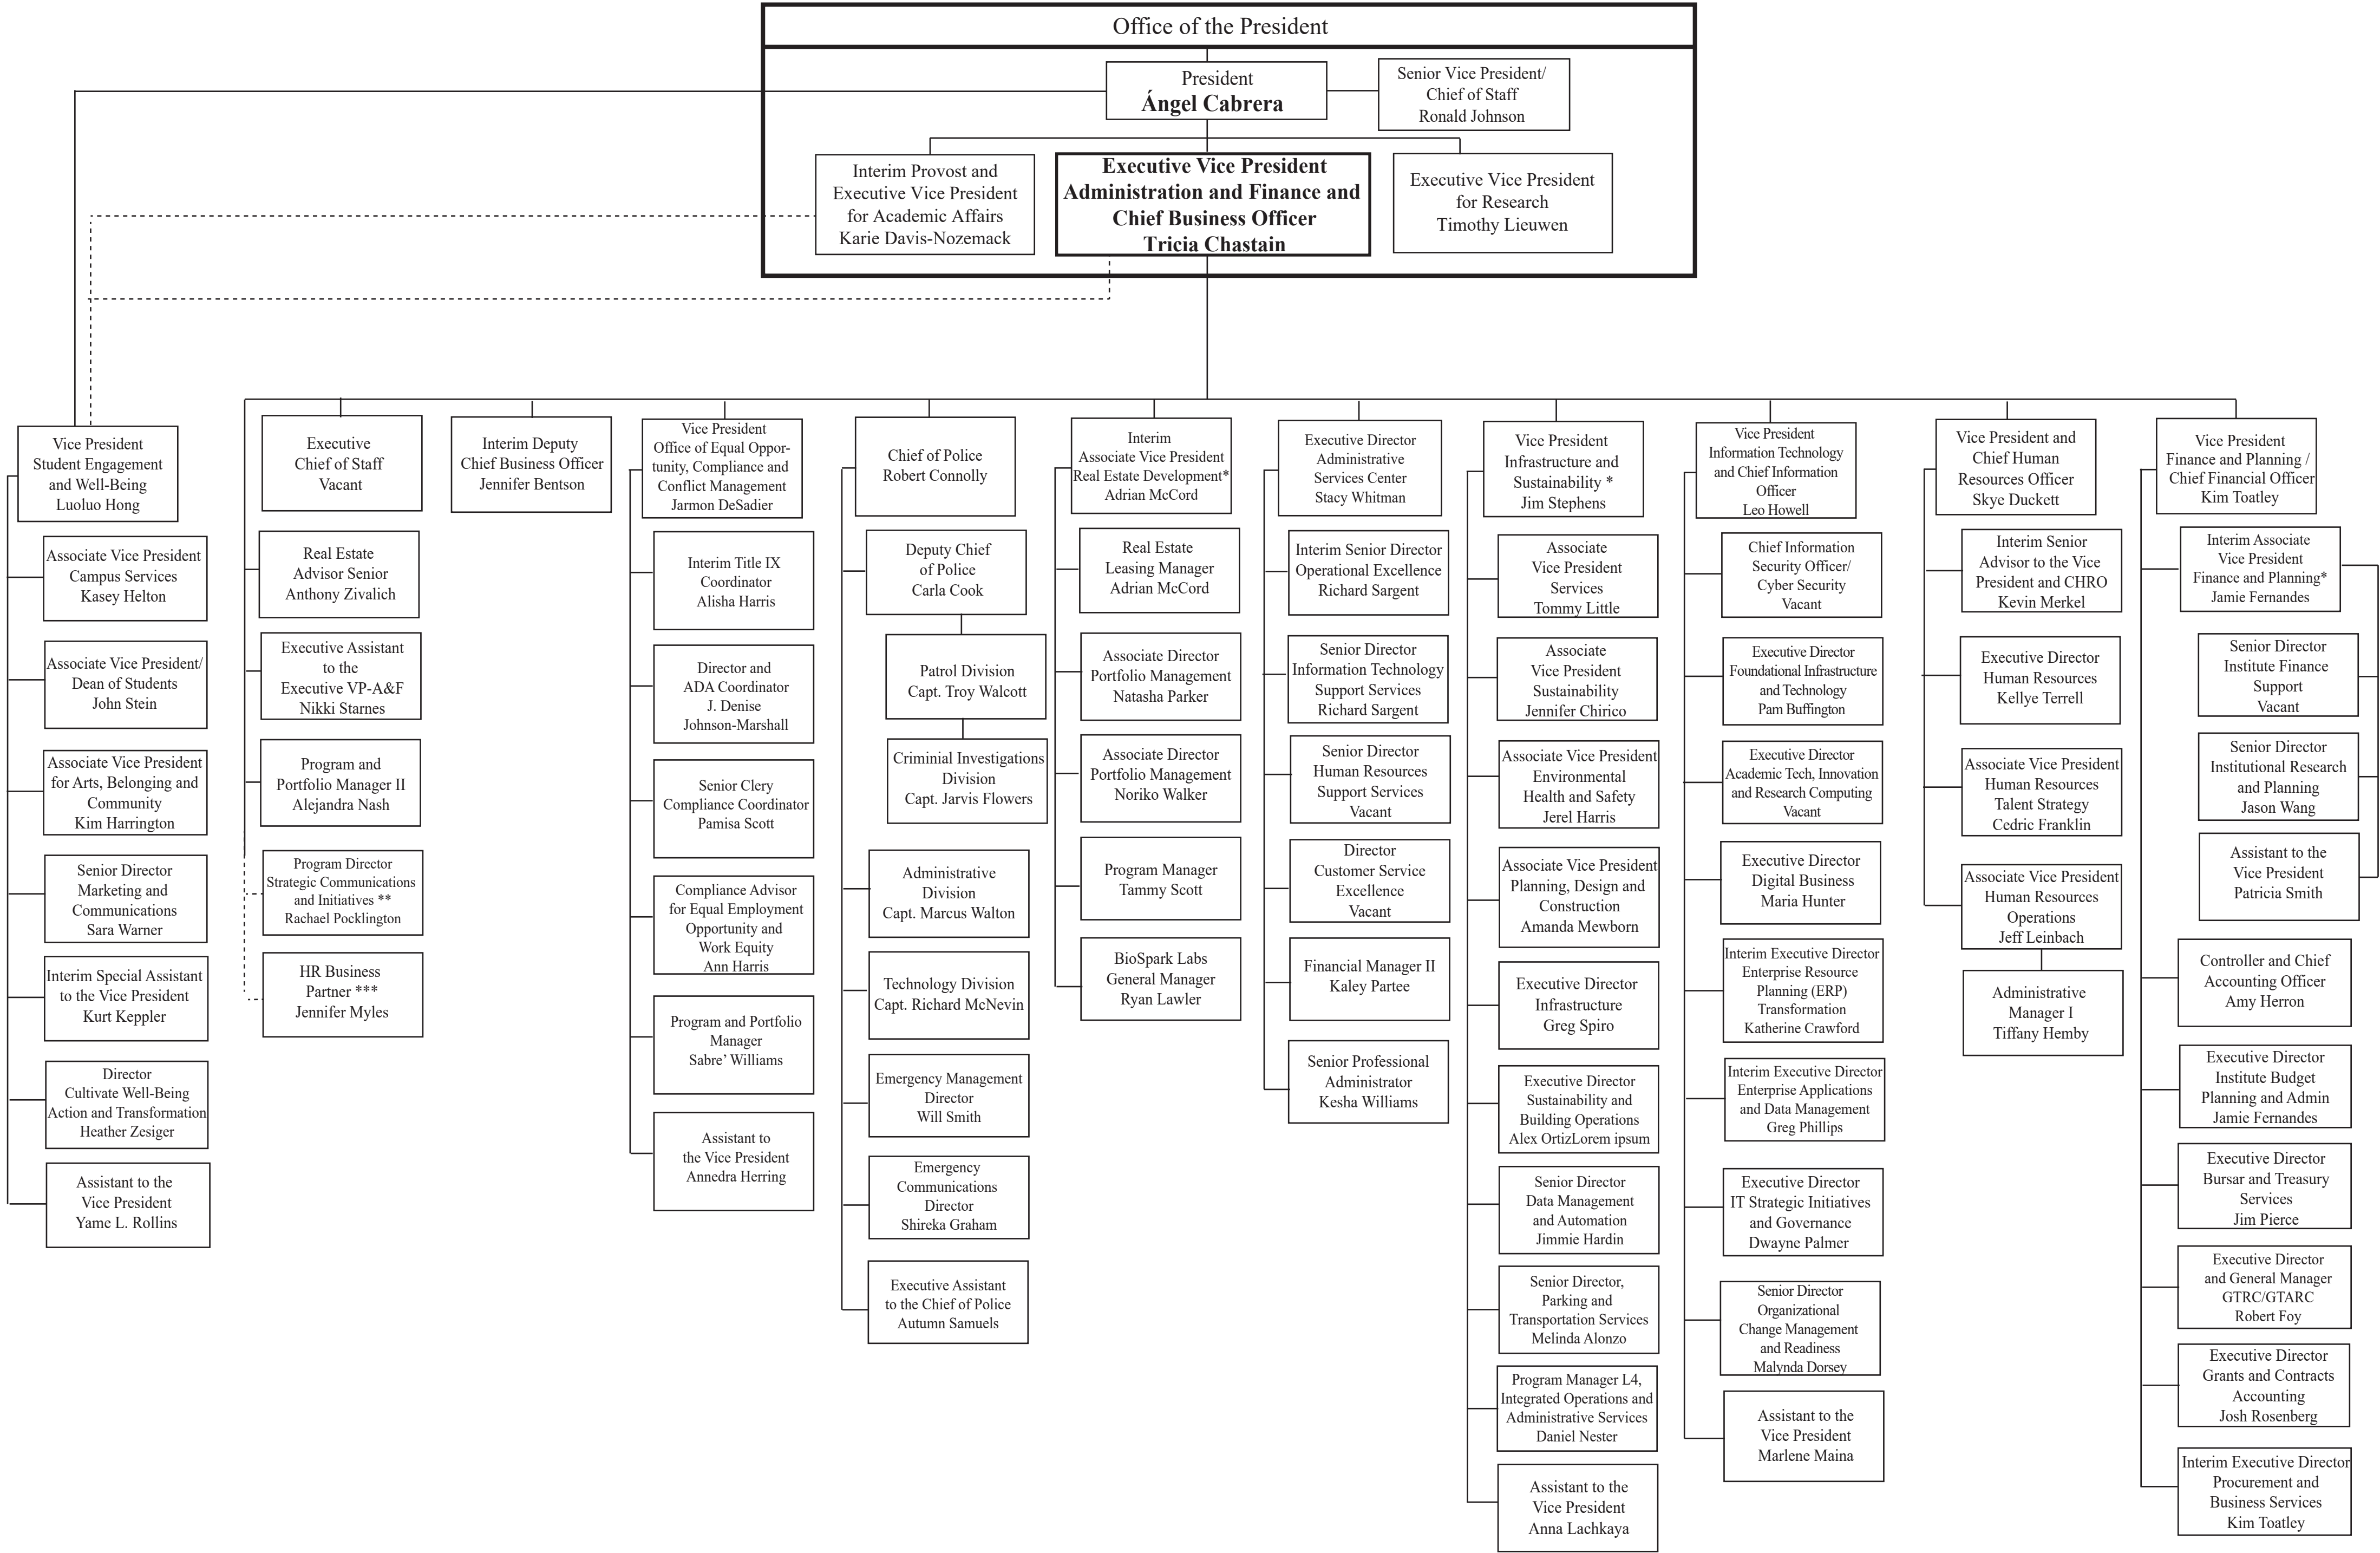 Office of the President
President
Ángel Cabrera
Senior Vice President/
Chief of Staff
Ronald Johnson
Interim Provost and
Executive Vice President
for Academic Affairs
Karie Davis-Nozemack
Executive Vice President
Administration and Finance and
Chief Business Officer
Tricia Chastain
Executive Vice President
for Research
Timothy Lieuwen
Vice President
Student Engagement
and Well-Being
Luoluo Hong
Associate Vice President
Campus Services
Kasey Helton
Associate Vice President/
Dean of Students
John Stein
Associate Vice President
for Arts, Belonging and
Community
Kim Harrington
Senior Director
Marketing and
Communications
Sara Warner
Interim Special Assistant
to the Vice President
Kurt Keppler
Director
Cultivate Well-Being
Action and Transformation
Heather Zesiger
Assistant to the
Vice President
Yame L. Rollins
Executive
Chief of Staff
Vacant
Real Estate
Advisor Senior
Anthony Zivalich
Executive Assistant
to the
Executive VP-A&F
Nikki Starnes
Program and
Portfolio Manager II
Alejandra Nash
Program Director
Strategic Communications
and Initiatives **
Rachael Pocklington
HR Business
Partner ***
Jennifer Myles
Interim Deputy
Chief Business Officer
Jennifer Bentson
Vice President
Office of Equal Oppor-
tunity, Compliance and
Conflict Management
Jarmon DeSadier
Interim Title IX
Coordinator
Alisha Harris
Director and
ADA Coordinator
J. Denise
Johnson-Marshall
Senior Clery
Compliance Coordinator
Pamisa Scott
Compliance Advisor
for Equal Employment
Opportunity and
Work Equity
Ann Harris
Program and Portfolio
Manager
Sabre’ Williams
Assistant to
the Vice President
Annedra Herring
Chief of Police
Robert Connolly
Deputy Chief
of Police
Carla Cook
Patrol Division
Capt. Troy Walcott
Criminial Investigations
Division
Capt. Jarvis Flowers
Administrative
Division
Capt. Marcus Walton
Technology Division
Capt. Richard McNevin
Emergency Management
Director
Will Smith
Emergency
Communications
Director
Shireka Graham
Executive Assistant
to the Chief of Police
Autumn Samuels
Interim
Associate Vice President
Real Estate Development*
Adrian McCord
Real Estate
Leasing Manager
Adrian McCord
Associate Director
Portfolio Management
Natasha Parker
Associate Director
Portfolio Management
Noriko Walker
Program Manager
Tammy Scott
BioSpark Labs
General Manager
Ryan Lawler
Executive Director
Administrative
Services Center
Stacy Whitman
Interim Senior Director
Operational Excellence
Richard Sargent
Senior Director
Information Technology
Support Services
Richard Sargent
Senior Director
Human Resources
Support Services
Vacant
Director
Customer Service
Excellence
Vacant
Financial Manager II
Kaley Partee
Senior Professional
Administrator
Kesha Williams
Vice President
Infrastructure and
Sustainability *
Jim Stephens
Associate
Vice President
Services
Tommy Little
Associate
Vice President
Sustainability
Jennifer Chirico
Associate Vice President
Environmental
Health and Safety
Jerel Harris
Associate Vice President
Planning, Design and
Construction
Amanda Mewborn
Executive Director
Infrastructure
Greg Spiro
Executive Director
Sustainability and
Building Operations
Alex OrtizLorem ipsum
Senior Director
Data Management
and Automation
Jimmie Hardin
Senior Director,
Parking and
Transportation Services
Melinda Alonzo
Program Manager L4,
Integrated Operations and
Administrative Services
Daniel Nester
Assistant to the
Vice President
Anna Lachkaya
Vice President
Information Technology
and Chief Information
Officer
Leo Howell
Chief Information
Security Officer/
Cyber Security
Vacant
Executive Director
Foundational Infrastructure
and Technology
Pam Buffington
Executive Director
Academic Tech, Innovation
and Research Computing
Vacant
Executive Director
Digital Business
Maria Hunter
Interim Executive Director
Enterprise Resource
Planning (ERP)
Transformation
Katherine Crawford
Interim Executive Director
Enterprise Applications
and Data Management
Greg Phillips
Executive Director
IT Strategic Initiatives
and Governance
Dwayne Palmer
Senior Director
Organizational
Change Management
and Readiness
Malynda Dorsey
Assistant to the
Vice President
Marlene Maina
Vice President and
Chief Human
Resources Officer
Skye Duckett
Interim Senior
Advisor to the Vice
President and CHRO
Kevin Merkel
Executive Director
Human Resources
Kellye Terrell
Associate Vice President
Human Resources
Talent Strategy
Cedric Franklin
Associate Vice President
Human Resources
Operations
Jeff Leinbach
Administrative
Manager I
Tiffany Hemby
Vice President
Finance and Planning /
Chief Financial Officer
Kim Toatley
Interim Associate
Vice President
Finance and Planning*
Jamie Fernandes
Senior Director
Institute Finance
Support
Vacant
Senior Director
Institutional Research
and Planning
Jason Wang
Assistant to the
Vice President
Patricia Smith
Controller and Chief
Accounting Officer
Amy Herron
Executive Director
Institute Budget
Planning and Admin
Jamie Fernandes
Executive Director
Bursar and Treasury
Services
Jim Pierce
Executive Director
and General Manager
GTRC/GTARC
Robert Foy
Executive Director
Grants and Contracts
Accounting
Josh Rosenberg
Interim Executive Director
Procurement and
Business Services
Kim Toatley